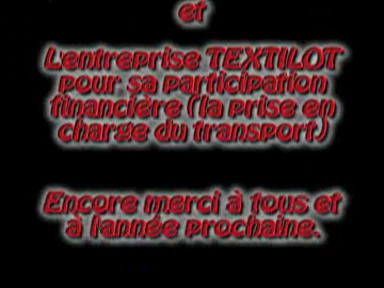 et
L'entreprise TEXTILOT
pour sa participation
financière (la prise en
charge du transport)
Encore merci à tous et
à l'année prochaine.